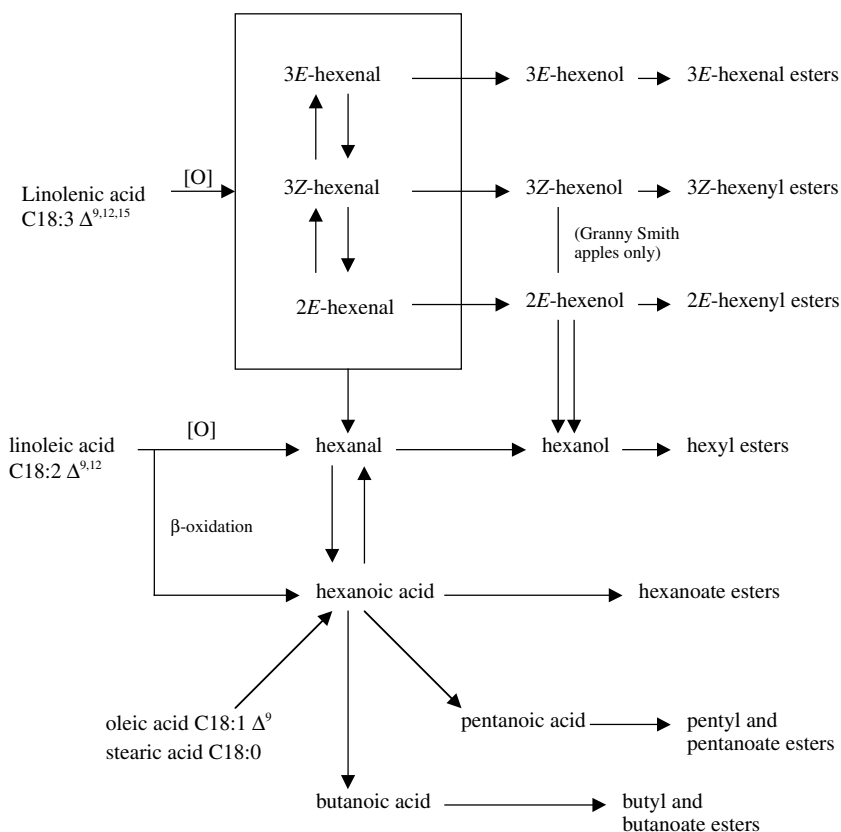 3E-hexenal 3E-hexenol 3E-hexenal esters
[O]
Linolenic acid
C18:3 Δ9,12,15
3Z-hexenal 3Z-hexenol 3Z-hexenyl esters
(Granny Smith
apples only)
2E-hexenal 2E-hexenol 2E-hexenyl esters
[O]
linoleic acid
C18:2 Δ9,12
hexanal hexanol hexyl esters
β-oxidation
hexanoic acid hexanoate esters
oleic acid C18:1 Δ9
stearic acid C18:0
pentanoic acid pentyl and
pentanoate esters
butanoic acid butyl and
butanoate esters